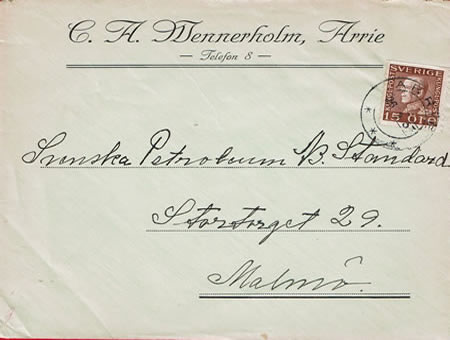 C. A. Wennerholm, Arrie
— Telefon 8 —
SVERIGE
15 ÖRE
Svenska Petroleum AB. Standard
Stortorget 29.
Malmö